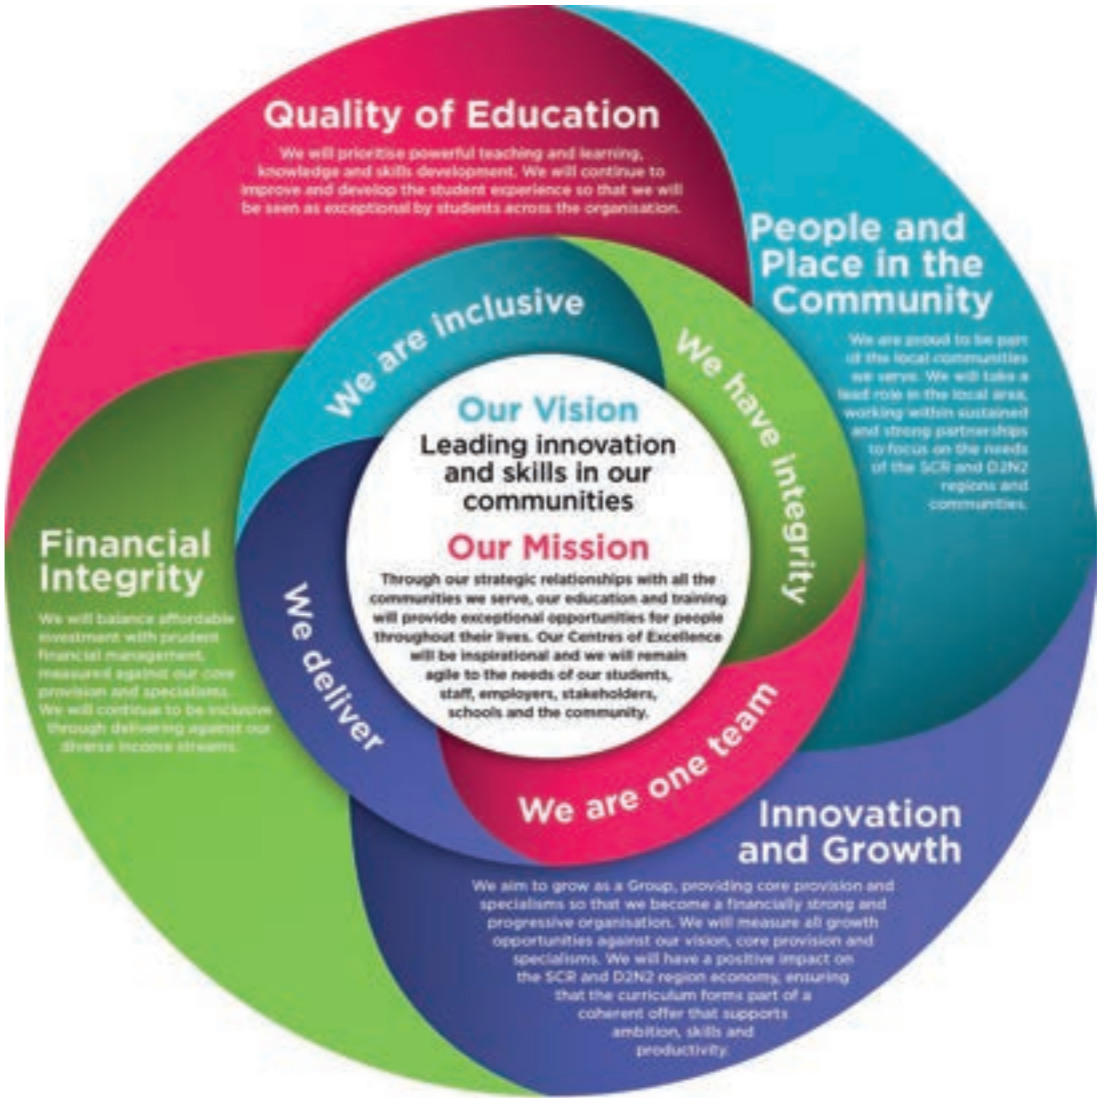 Quality of Education
We will prioritise powerful teaching and learning,
knowledge and skills development. We will continue to
improve and develop the student experience so that we will
be seen as exceptional by students across the organisation.
People and
Place in the
Community
We are proud to be part
of the local communities
we serve. We will take a
lead role in the local area,
working within sustained
and strong partnerships
to focus on the needs
of the SCR and D2N2
regions and
communities.
We are inclusive
We have integrity
We are one team
We deliver
Our Vision
Leading innovation
and skills in our
communities
Our Mission
Through our strategic relationships with all the
communities we serve, our education and training
will provide exceptional opportunities for people
throughout their lives. Our Centres of Excellence
will be inspirational and we will remain
agile to the needs of our students,
staff, employers, stakeholders,
schools and the community.
Financial
Integrity
We will balance affordable
investment with prudent
financial management,
measured against our core
provision and specialisms.
We will continue to be inclusive
through delivering against our
diverse income streams.
Innovation
and Growth
We aim to grow as a Group, providing core provision and
specialisms so that we become a financially strong and
progressive organisation. We will measure all growth
opportunities against our vision, core provision and
specialisms. We will have a positive impact on
the SCR and D2N2 region economy, ensuring
that the curriculum forms part of a
coherent offer that supports
ambition, skills and
productivity.